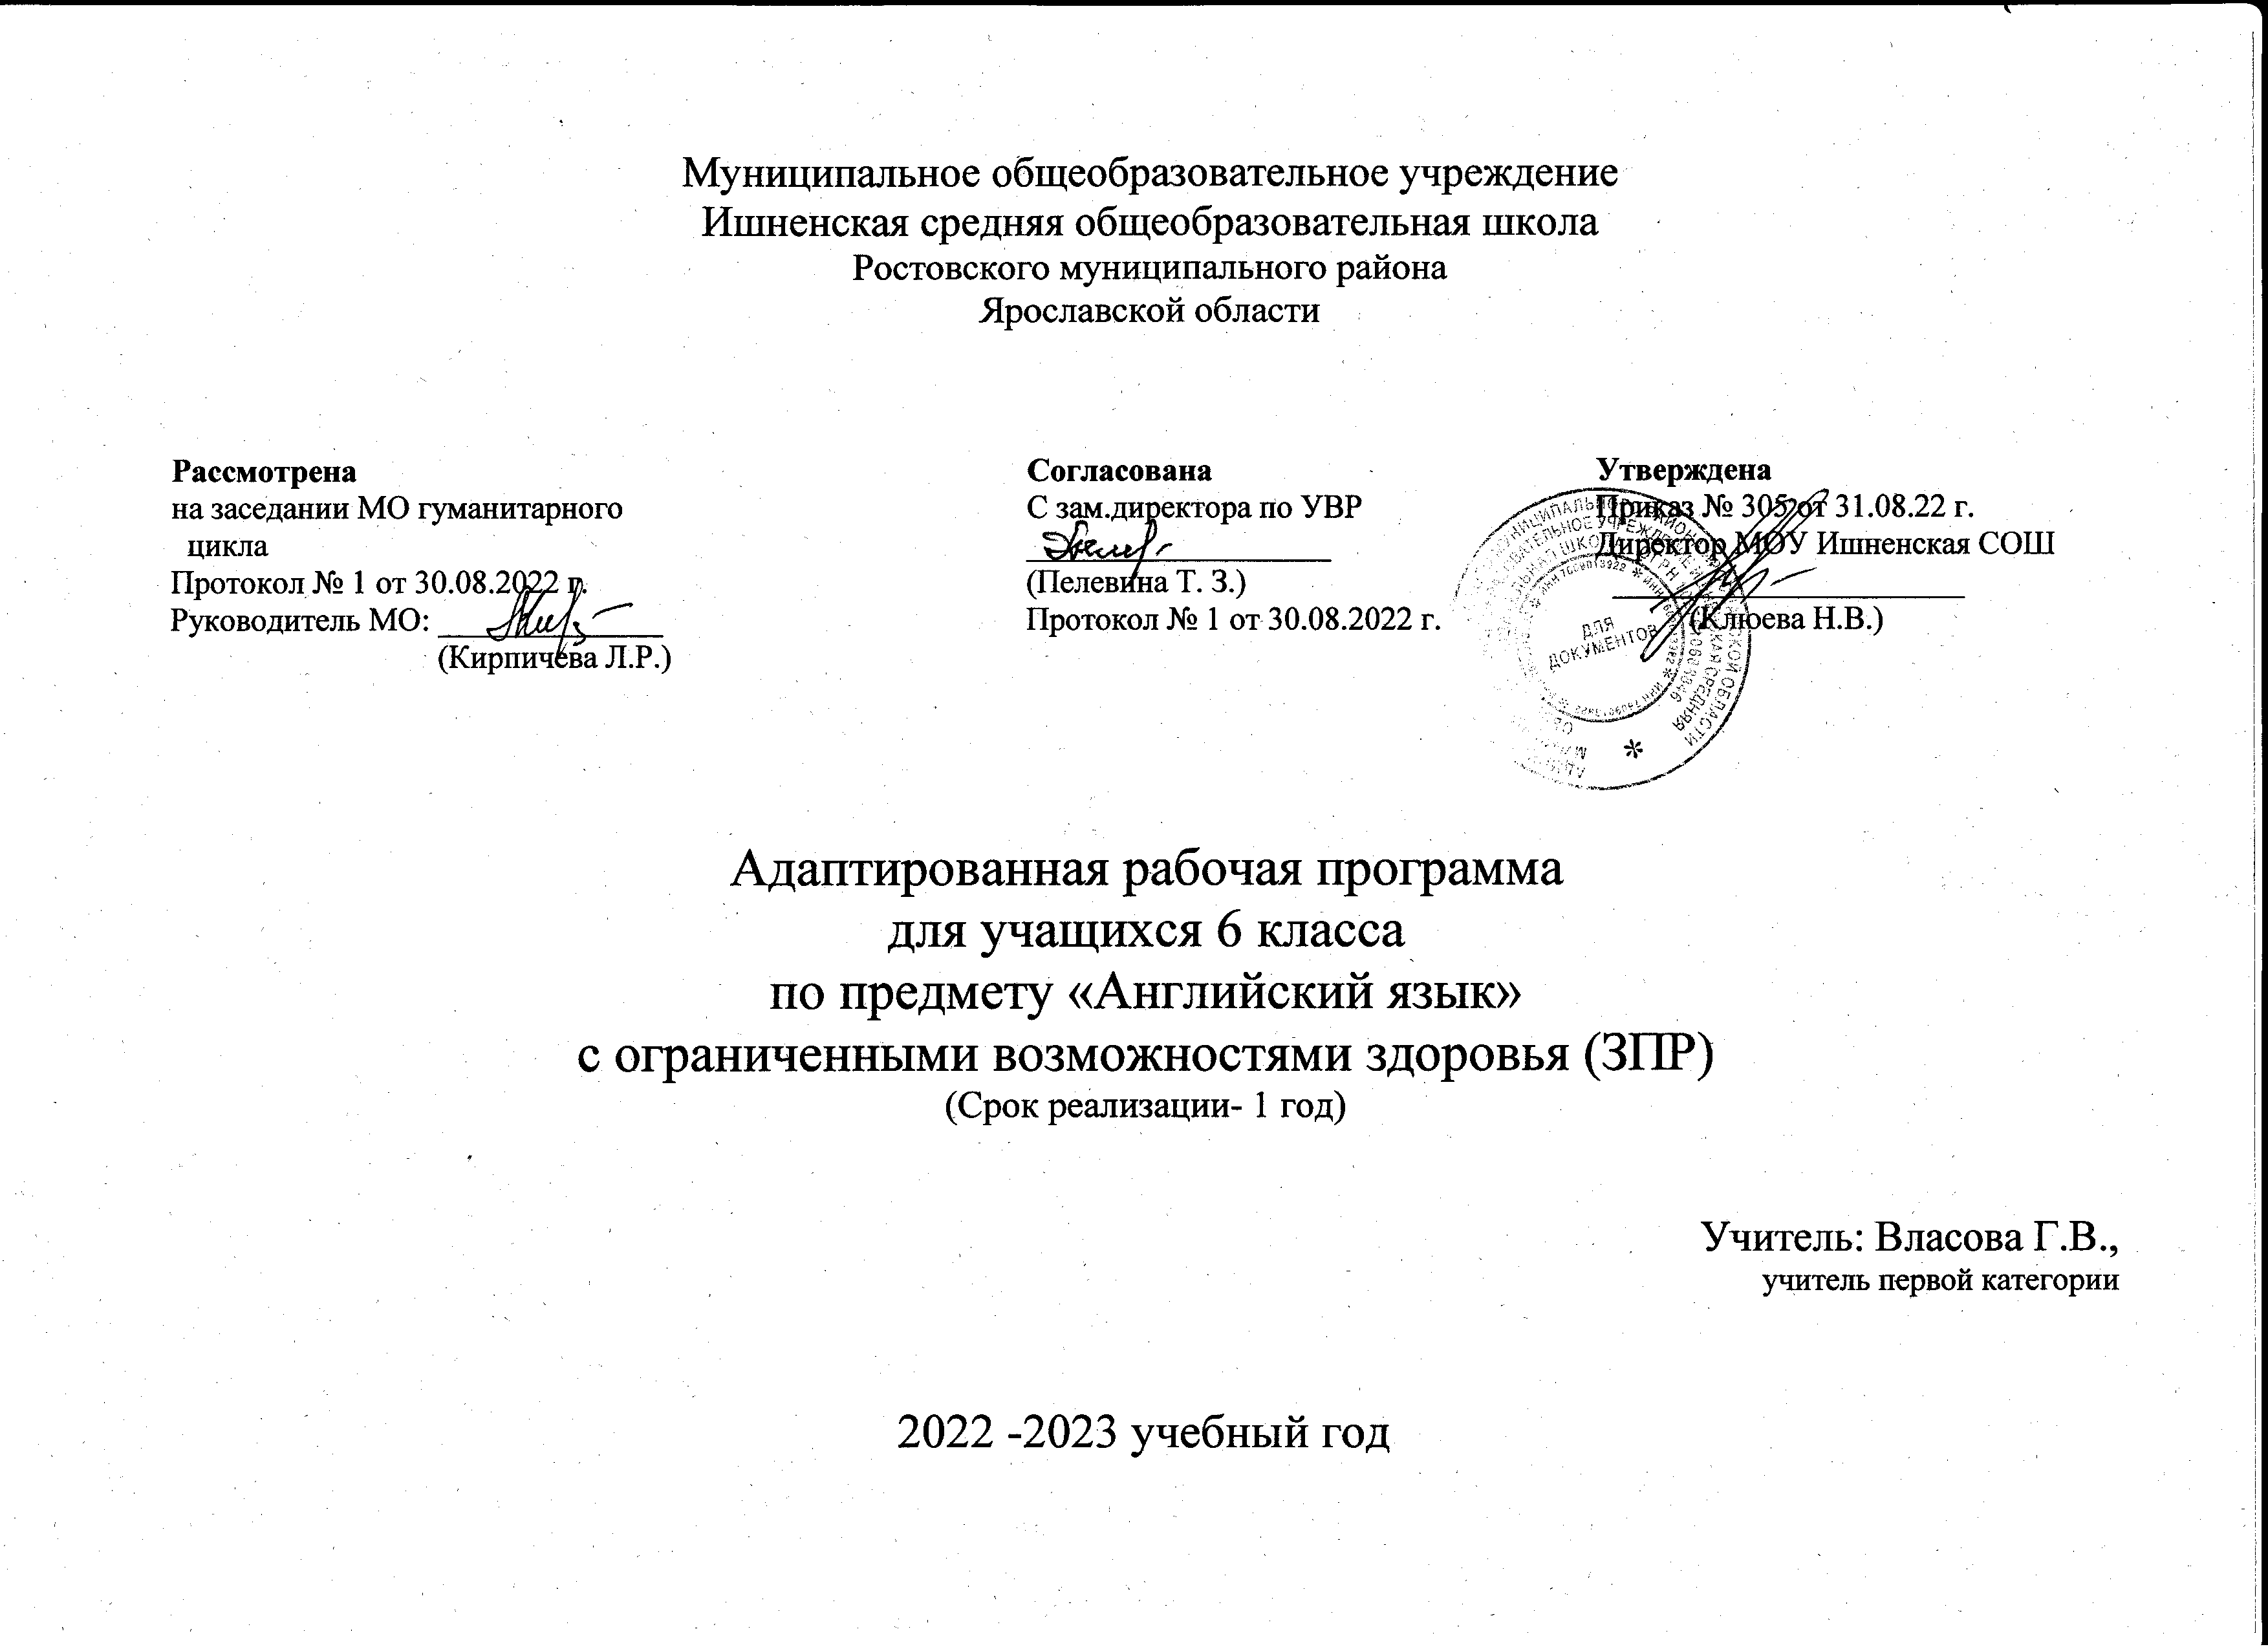 Муниципальное общеобразовательное учреждение
Ишненская средняя общеобразовательная школа
Ростовского муниципального района
Ярославской области
Рассмотрена
на заседании МО гуманитарного
цикла
Протокол № 1 от 30.08.2022 г.
Руководитель МО:
(Кирпичёва Л.Р.)
Согласована
С зам.директора по УВР
(Пелевина Т. З.)
Протокол № 1 от 30.08.2022 г.
Утверждена
Приказ № 305 от 31.08.22 г.
Директор МОУ Ишненская СОШ
(Клюева Н.В.)
ДЛЯ
ДОКУМЕНТОВ
Адаптированная рабочая программа
для учащихся 6 класса
по предмету «Английский язык»
с ограниченными возможностями здоровья (ЗПР)
(Срок реализации- 1 год)
Учитель: Власова Г.В.,
учитель первой категории
2022 -2023 учебный год